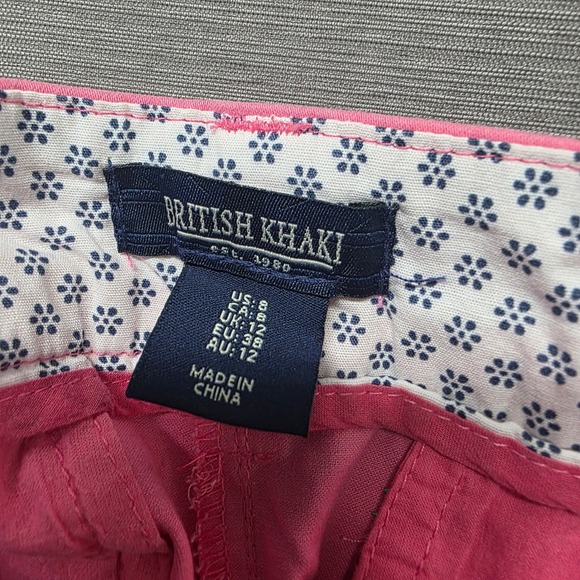 BRITISH KHAKI
EST. 1980
US: 8
CA: 8
UK: 12
EU: 38
AU: 12
MADE IN
CHINA